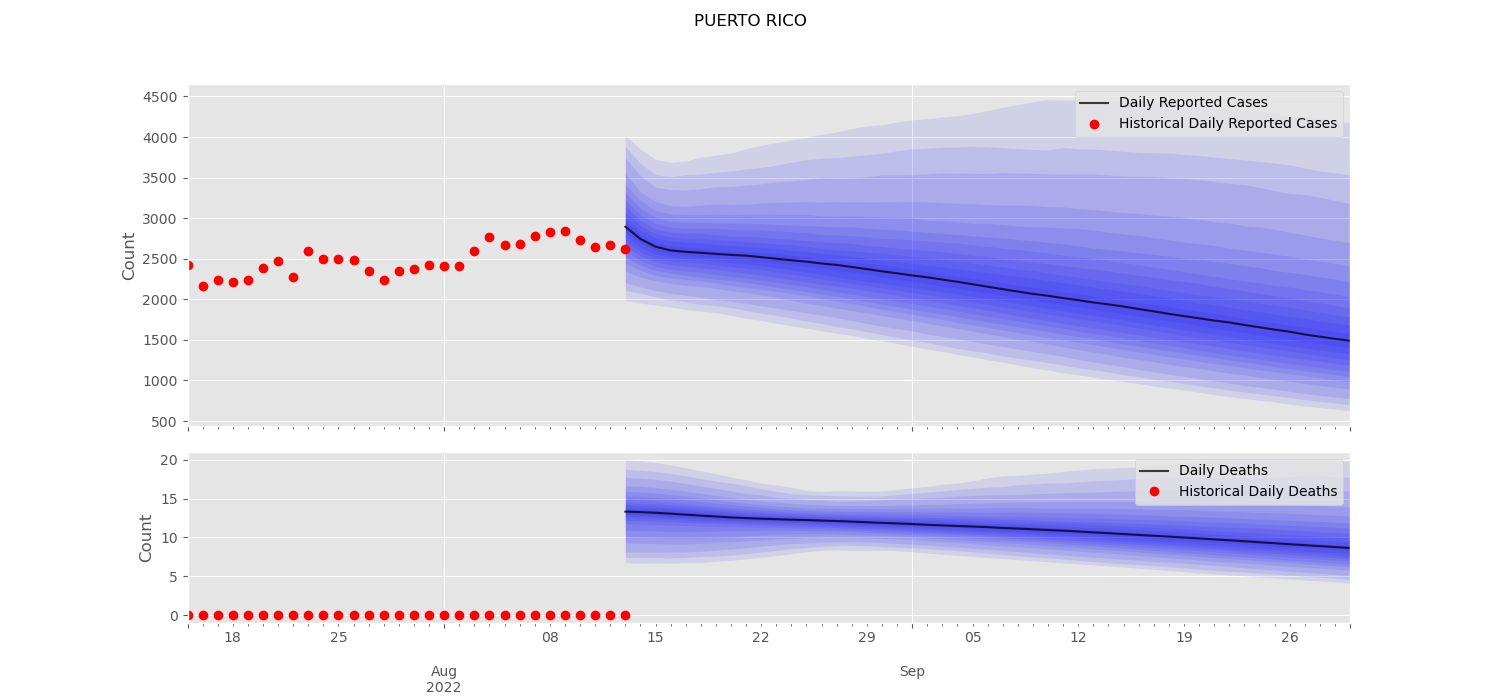 PUERTO RICO
4500
4000
3500
3000
2500
2000
1500
1000
500
Count
Daily Reported Cases
Historical Daily Reported Cases
20
15
10
5
0
Count
Daily Deaths
Historical Daily Deaths
18 25 08 15 22 29 05 12 19 26
Aug Sep
2022